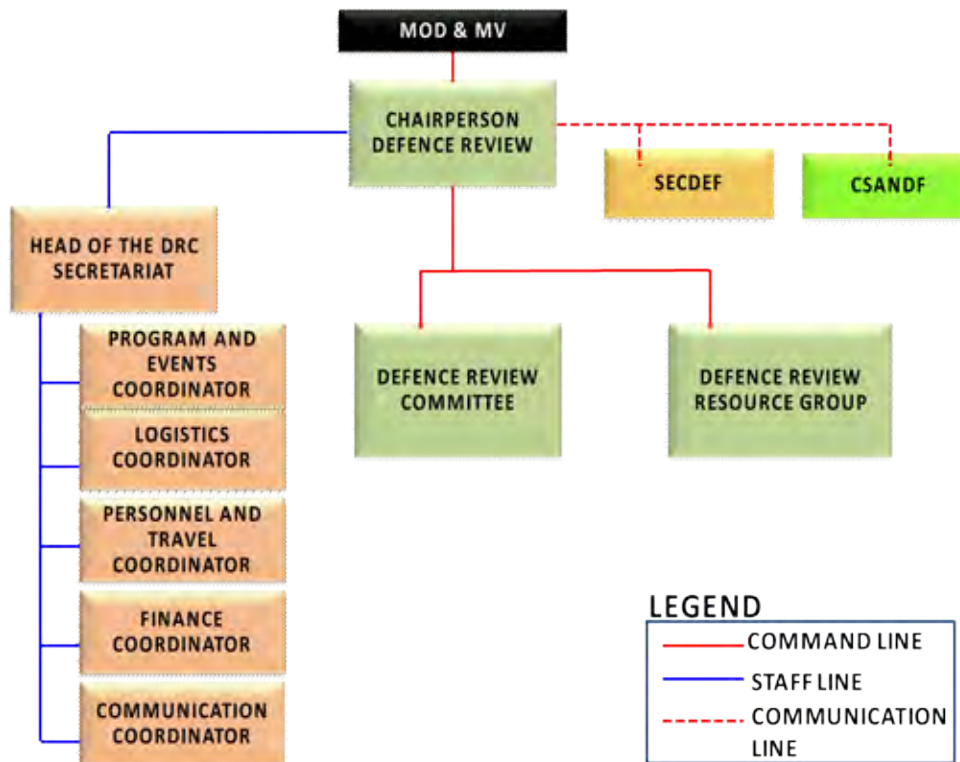 MOD & MV
CHAIRPERSON
DEFENCE REVIEW
SECDEF
CSANDF
HEAD OF THE DRC
SECRETARIAT
PROGRAM AND
EVENTS
COORDINATOR
LOGISTICS
COORDINATOR
PERSONNEL AND
TRAVEL
COORDINATOR
FINANCE
COORDINATOR
COMMUNICATION
COORDINATOR
DEFENCE REVIEW
COMMITTEE
DEFENCE REVIEW
RESOURCE GROUP
LEGEND
COMMAND LINE
STAFF LINE
COMMUNICATION
LINE